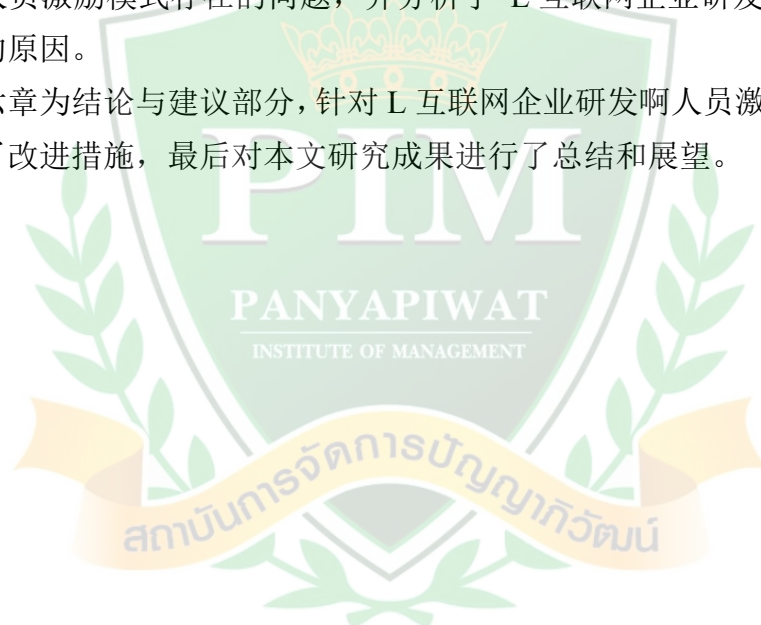 员激励模式存在的问题，并分析了 L 互联网企业研发
原因。
章为结论与建议部分，针对 L 互联网企业研发啊人员激
改进措施，最后对本文研究成果进行了总结和展望。
PIM
PANYAPIWAT
INSTITUTE OF MANAGEMENT
สถาบันการจัดการปัญญาภิวัฒน์